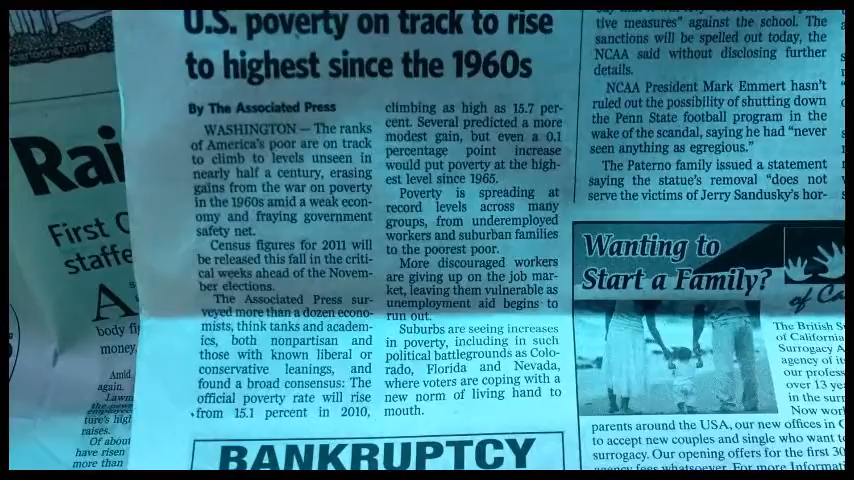 toons.com
Rai
First C
staffe
A
body fi
money,
Amid
again.
Lawm
the news
employees
ture's high
raises.
Of about
have risen
more than
U.S. poverty on track to rise
to highest since the 1960s
By The Associated Press
WASHINGTON — The ranks
of America's poor are on track
to climb to levels unseen in
nearly half a century, erasing
gains from the war on poverty
in the 1960s amid a weak econ-
omy and fraying government
safety net.
Census figures for 2011 will
be released this fall in the criti-
cal weeks ahead of the Novem-
ber elections.
The Associated Press sur-
veyed more than a dozen econo-
mists, think tanks and academ-
ics, both nonpartisan and
those with known liberal or
conservative leanings, and
found a broad consensus: The
official poverty rate will rise
from 15.1 percent in 2010,
climbing as high as 15.7 per-
cent. Several predicted a more
modest gain, but even a 0.1
percentage point increase
would put poverty at the high-
est level since 1965.
Poverty is spreading at
record levels across many
groups, from underemployed
workers and suburban families
to the poorest poor.
More discouraged workers
are giving up on the job mar-
ket, leaving them vulnerable as
unemployment aid begins to
run out.
Suburbs are seeing increases
in poverty, including in such
political battlegrounds as Colo-
rado, Florida and Nevada,
where voters are coping with a
new norm of living hand to
mouth.
BANKRUPTCY
tive measures" against the school. The
sanctions will be spelled out today, the
NCAA said without disclosing further
details.
NCAA President Mark Emmert hasn't
ruled out the possibility of shutting down
the Penn State football program in the
wake of the scandal, saying he had "never
seen anything as egregious."
The Paterno family issued a statement
saying the statue's removal "does not
serve the victims of Jerry Sandusky's hor-
Wanting to
Start a Family?
of Ca
The British S
of California
Surrogacy A
agency of it
our profess
over 13 ye
in the surr
Now work
parents around the USA, our new offices in C
to accept new couples and single who want t
surrogacy. Our opening offers for the first 30
agency fees whatsoever. For more Informati